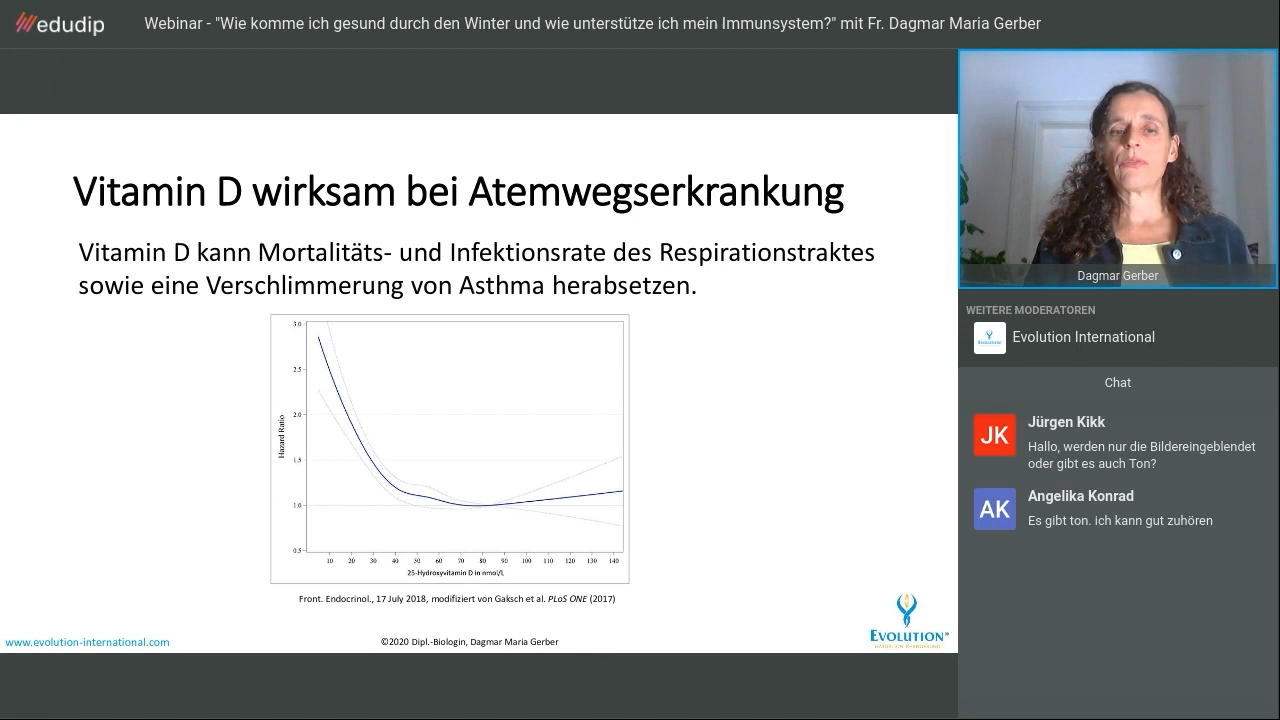 edudip
Webinar - "Wie komme ich gesund durch den Winter und wie unterstütze ich mein Immunsystem?" mit Fr. Dagmar Maria Gerber
Vitamin D wirksam bei Atemwegserkrankung
Vitamin D kann Mortalitäts- und Infektionsrate des Respirationstraktes
sowie eine Verschlimmerung von Asthma herabsetzen.
3.0
2.5
2.0
1.5
1.0
0.5
Hazard Ratio
10 20 30 40 50 60 70 80 90 100 110 120 130 140
25-Hydroxyvitamin D in nmol/L
Front. Endocrinol., 17 July 2018, modifiziert von Gaksch et al. PLoS ONE (2017)
www.evolution-international.com
©2020 Dipl.-Biologin, Dagmar Maria Gerber
EVOLUTION®
Dagmar Gerber
WEITERE MODERATOREN
Evolution International
Chat
JK
Jürgen Kikk
Hallo, werden nur die Bildereingeblendet
oder gibt es auch Ton?
AK
Angelika Konrad
Es gibt ton. ich kann gut zuhören